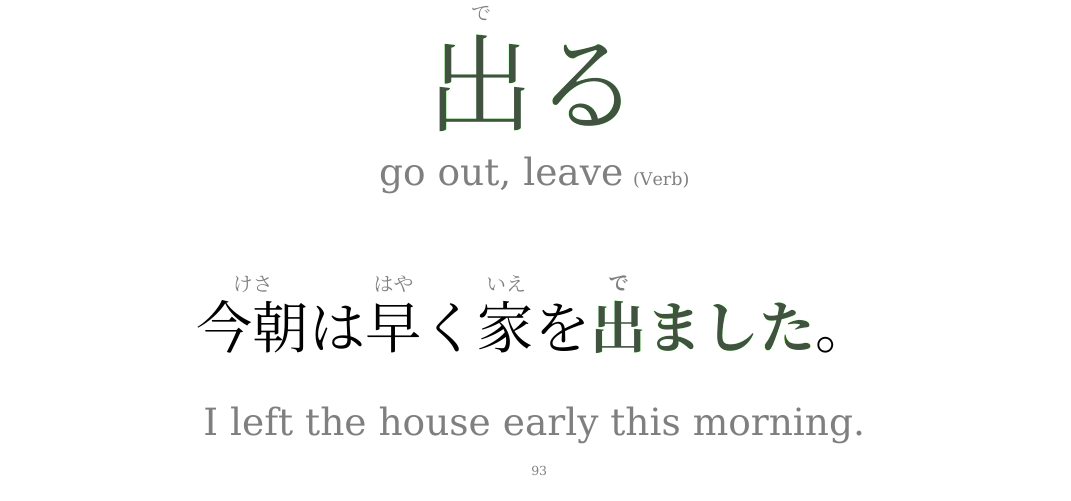 で
出る
go out, leave (Verb)
けさ はや いえ で
今朝は早く家を出ました。
I left the house early this morning.
93